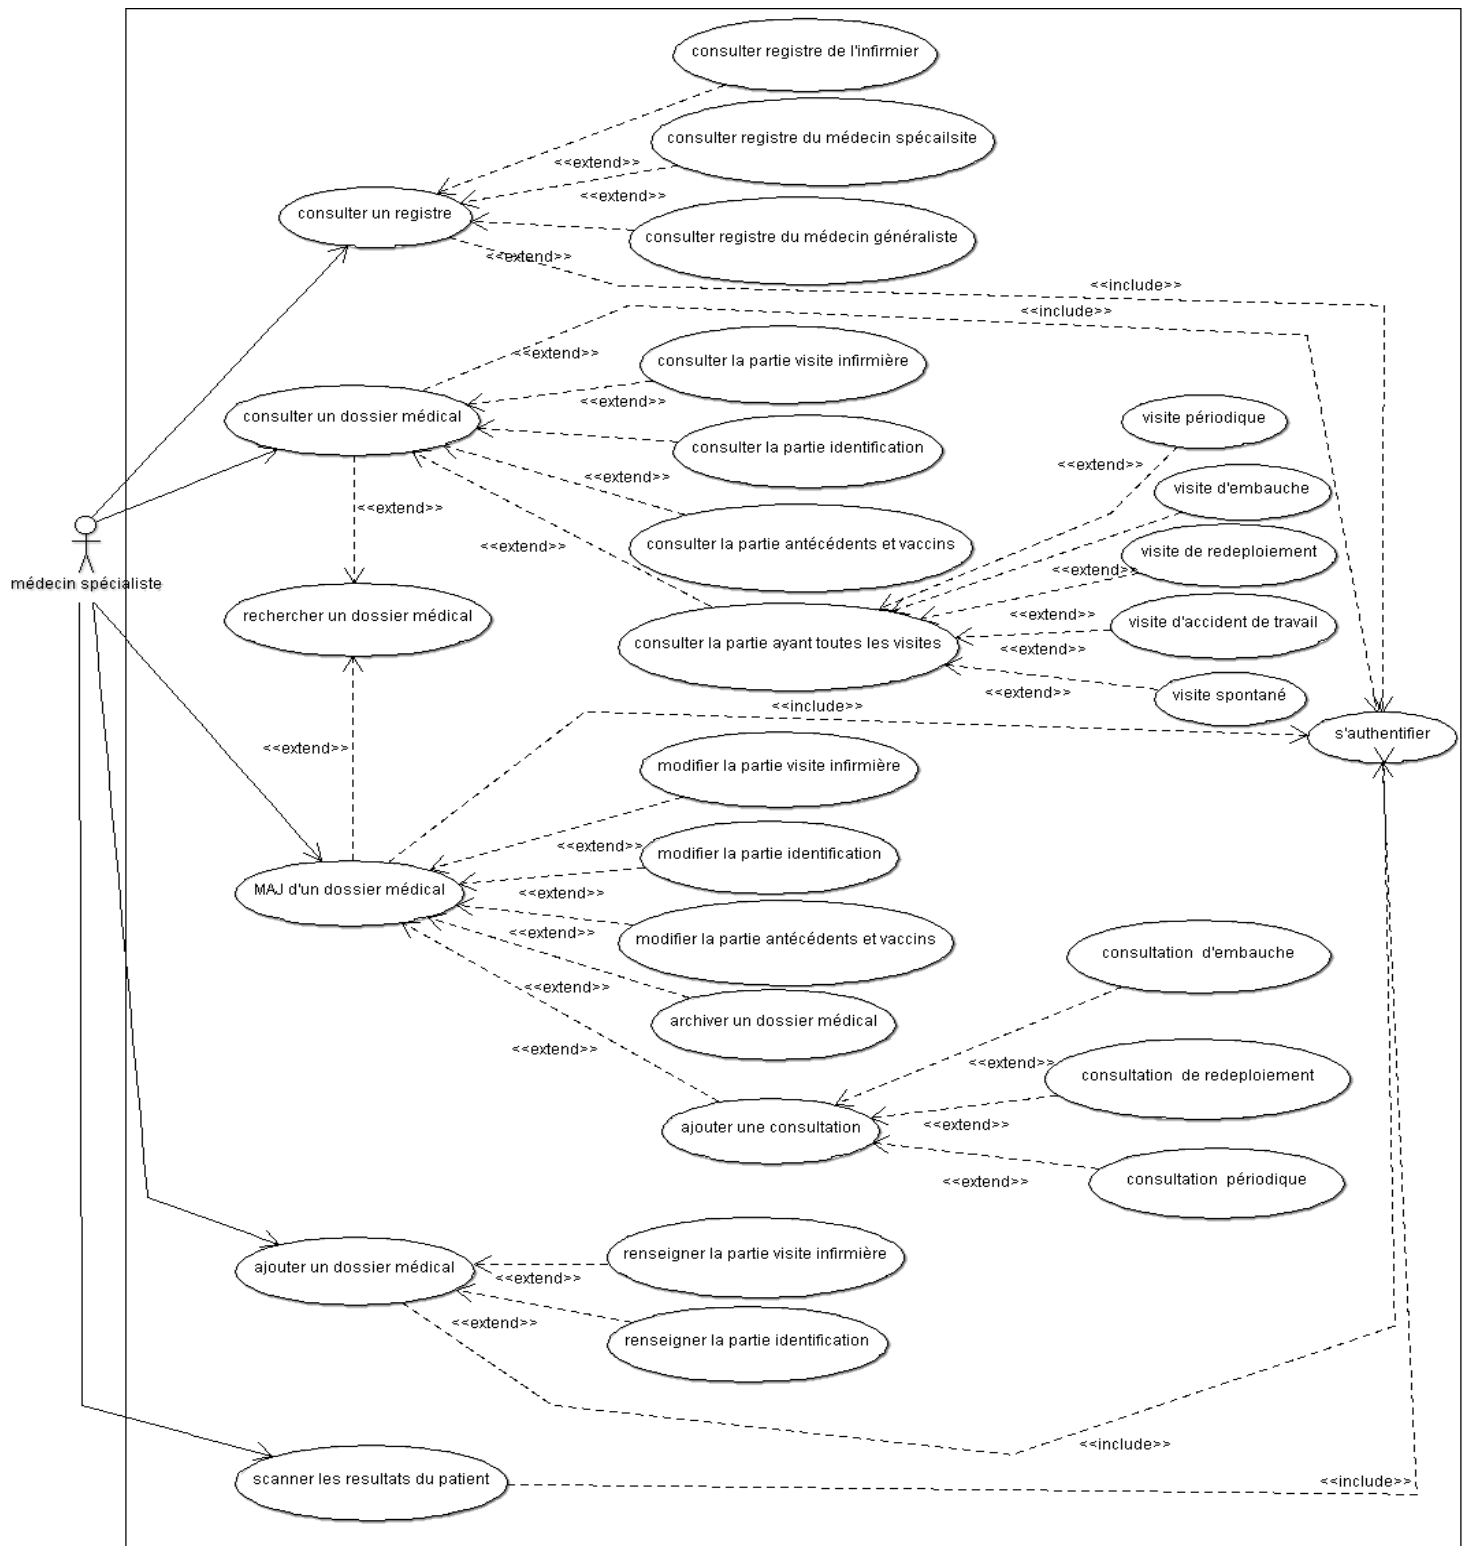 consulter registre de l'infirmier
consulter registre du médecin spécailsite
<<extend>>
<<extend>>
consulter un registre
consulter registre du médecin généraliste
<<extend>>
<<include>>
<<include>>
<<extend>>
consulter la partie visite infirmière
<<extend>>
consulter un dossier médical
visite périodique
consulter la partie identification
<<extend>>
<<extend>>
visite d'embauche
<<extend>>
<<extend>>
consulter la partie antécédents et vaccins
visite de redeploiement
<<extend>>
médecin spécialiste
rechercher un dossier médical
<<extend>>
visite d'accident de travail
consulter la partie ayant toutes les visites
<<extend>>
<<extend>>
visite spontané
<<include>>
s'authentifier
<<extend>>
modifier la partie visite infirmière
<<extend>>
modifier la partie identification
MAJ d'un dossier médical
<<extend>>
<<extend>>
modifier la partie antécédents et vaccins
consultation  d'embauche
<<extend>>
archiver un dossier médical
<<extend>>
<<extend>>
consultation  de redeploiement
ajouter une consultation
<<extend>>
<<extend>>
consultation  périodique
renseigner la partie visite infirmière
ajouter un dossier médical
<<extend>>
<<extend>>
renseigner la partie identification
<<include>>
scanner les resultats du patient
<<include>>